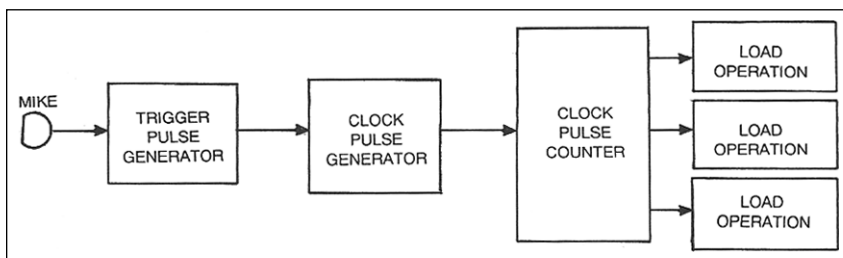 MIKE
TRIGGER
PULSE
GENERATOR
CLOCK
PULSE
GENERATOR
CLOCK
PULSE
COUNTER
LOAD
OPERATION
LOAD
OPERATION
LOAD
OPERATION